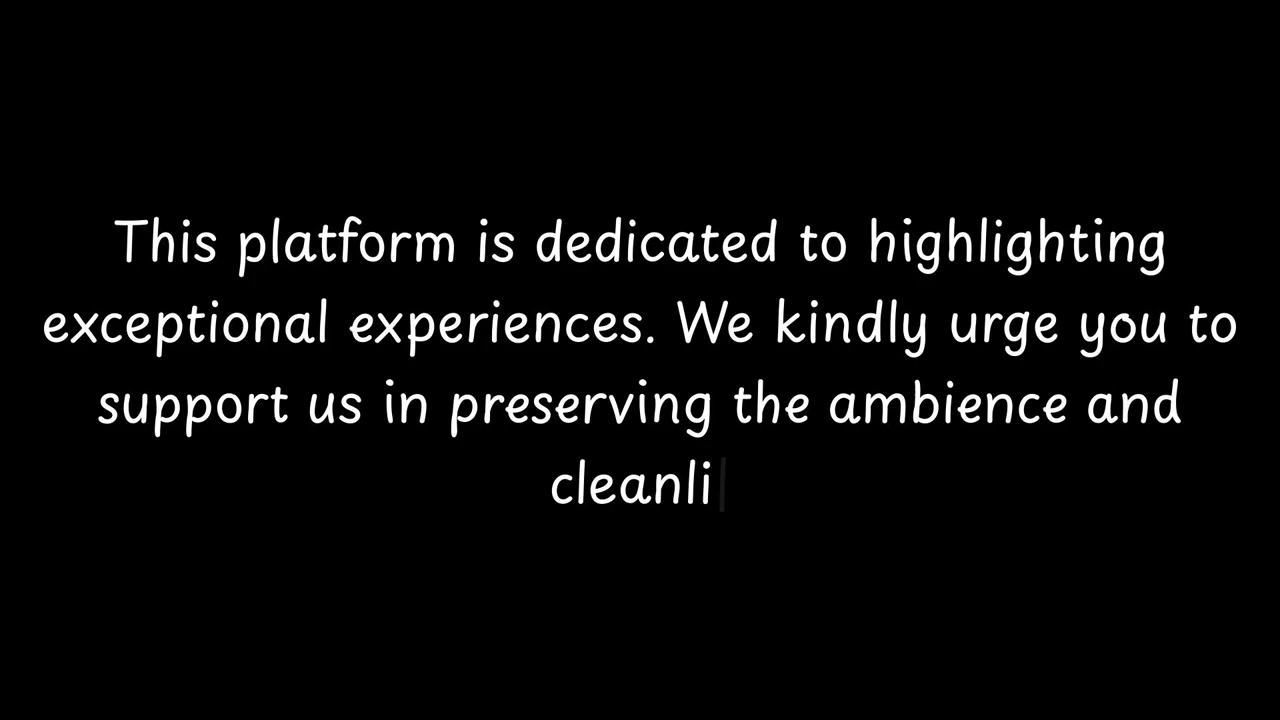 This platform is dedicated to highlighting
exceptional experiences. We kindly urge you to
support us in preserving the ambience and
cleanli